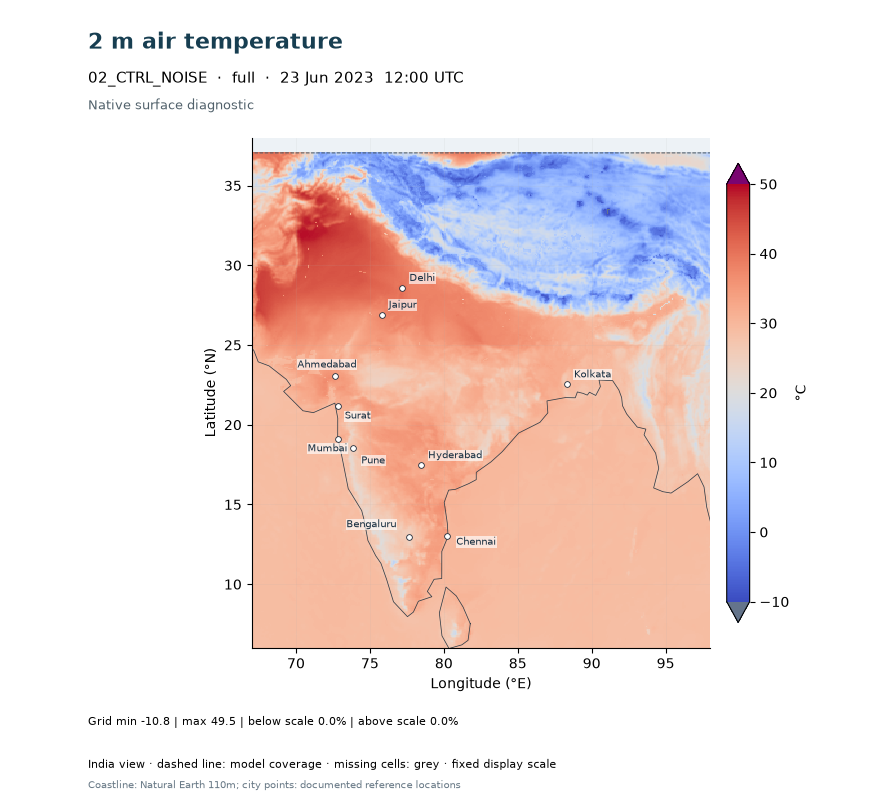 2 m air temperature
02_CTRL_NOISE · full · 23 Jun 2023 12:00 UTC
Native surface diagnostic
35
30
25
20
15
10
Latitude (°N)
70
75
80
85
90
95
Longitude (°E)
Delhi
Jaipur
Ahmedabad
Kolkata
Surat
Mumbai
Pune
Hyderabad
Bengaluru
Chennai
50
40
30
20
10
0
−10
°C
Grid min -10.8 | max 49.5 | below scale 0.0% | above scale 0.0%
India view · dashed line: model coverage · missing cells: grey · fixed display scale
Coastline: Natural Earth 110m; city points: documented reference locations